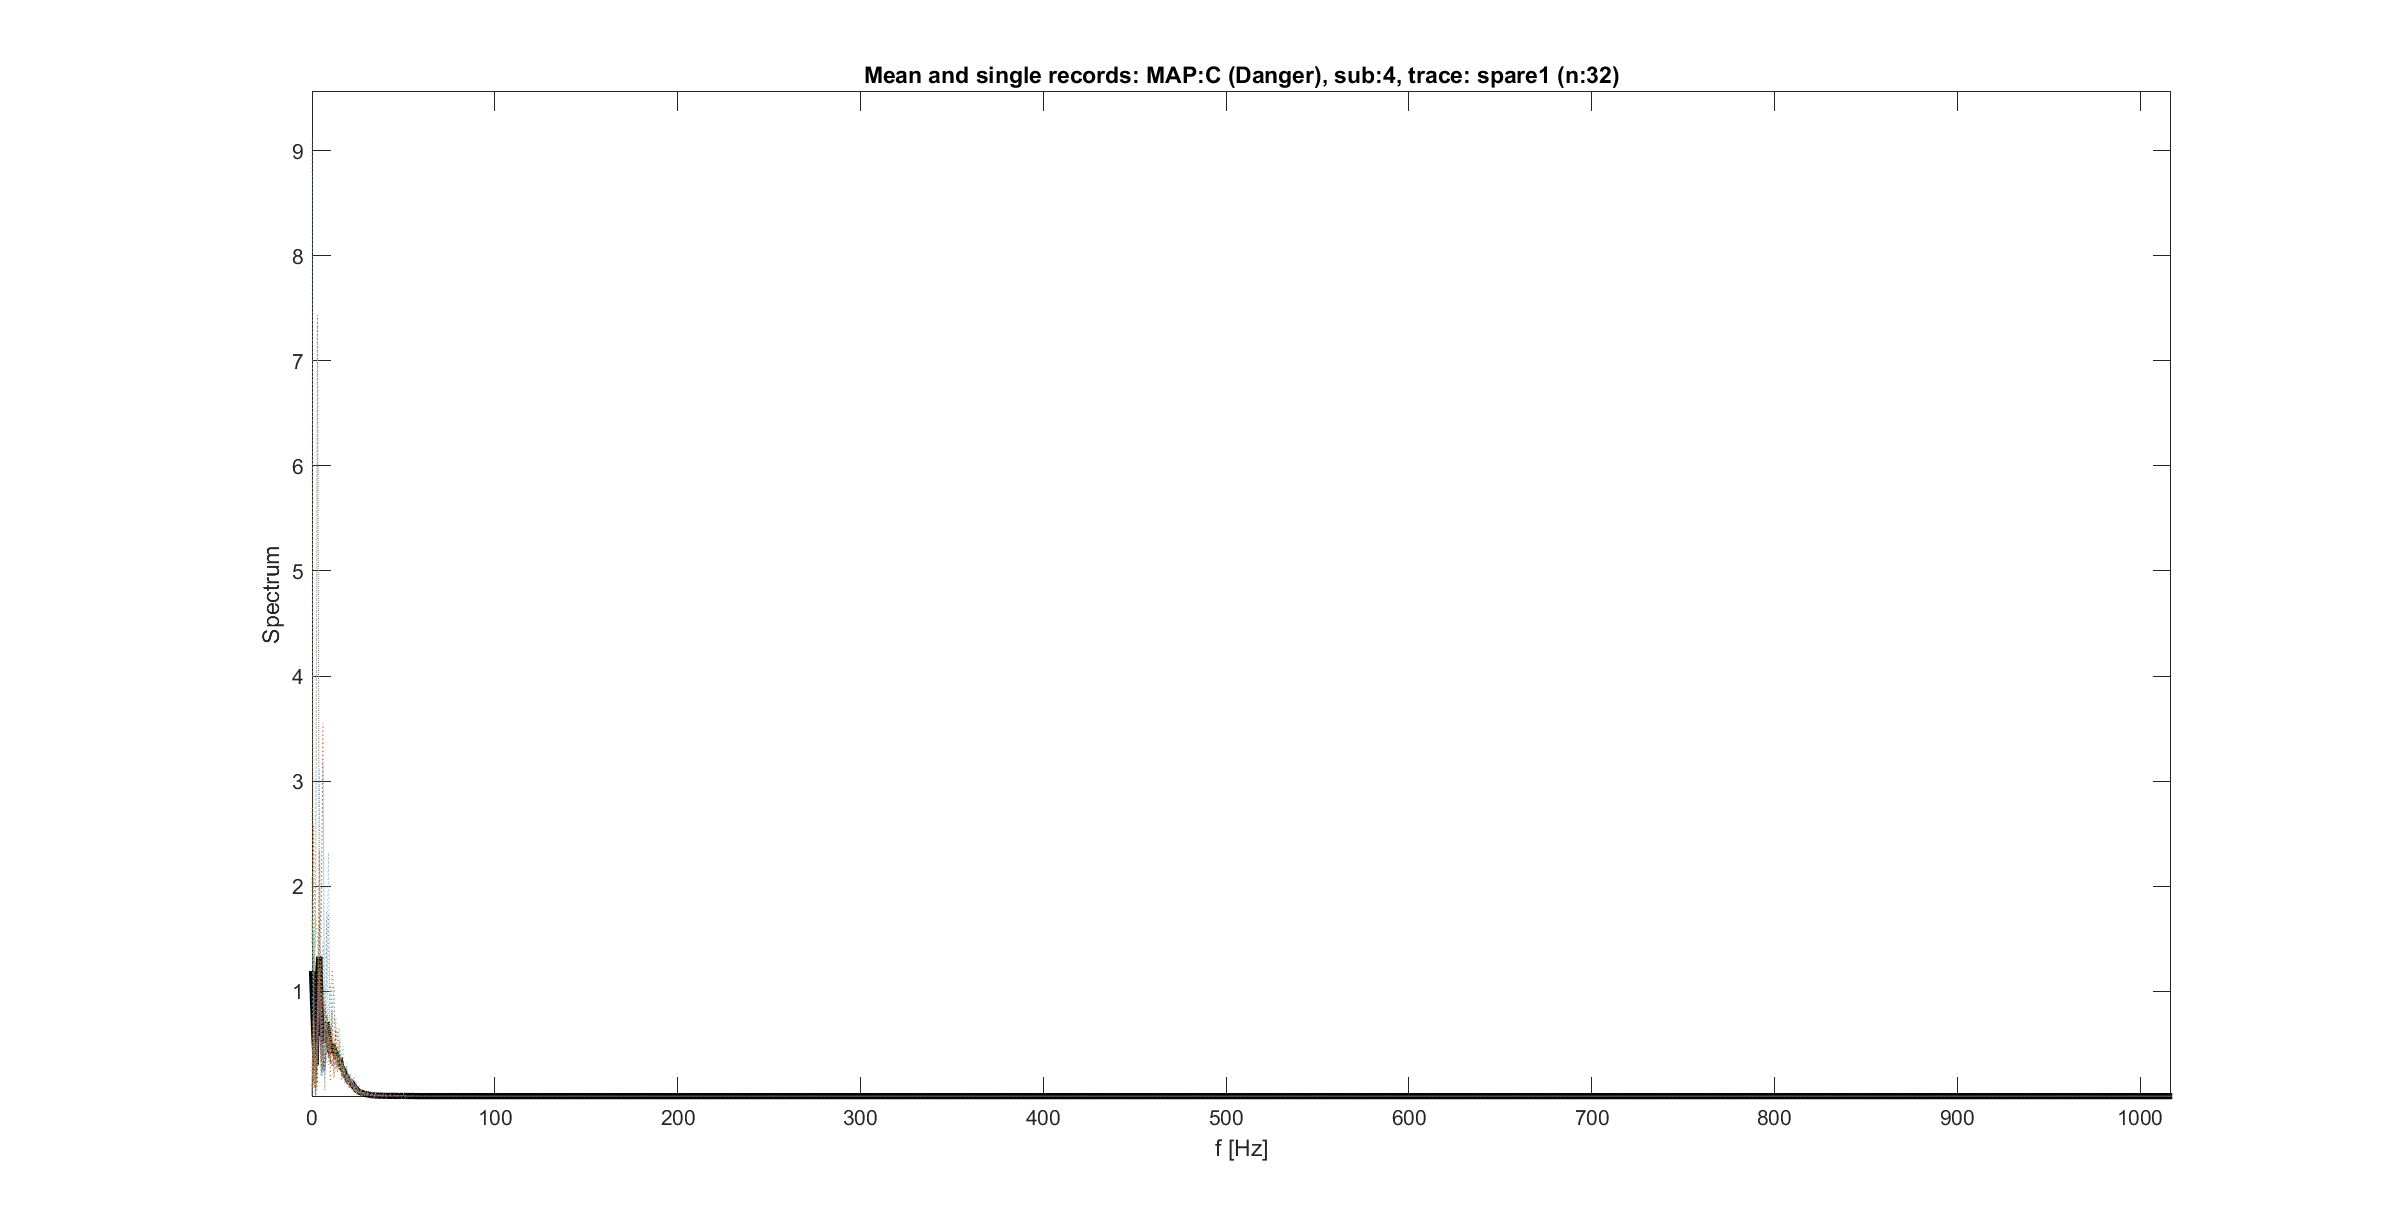 Mean and single records: MAP:C (Danger), sub:4, trace: spare1 (n:32)
9
8
7
6
5
4
3
2
1
Spectrum
0 100 200 300 400 500 600 700 800 900 1000
f [Hz]